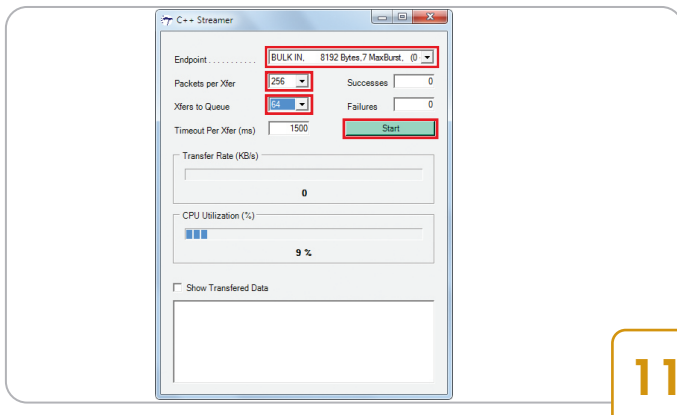 C++ Streamer
Endpoint . . . . . . . . . . . BULK IN, 8192 Bytes,7 MaxBurst, (0
Packets per Xfer 256 Successes 0
Xfers to Queue 64 Failures 0
Timeout Per Xfer (ms) 1500 Start
Transfer Rate (KB/s)
0
CPU Utilization (%)
9 %
Show Transfered Data
11